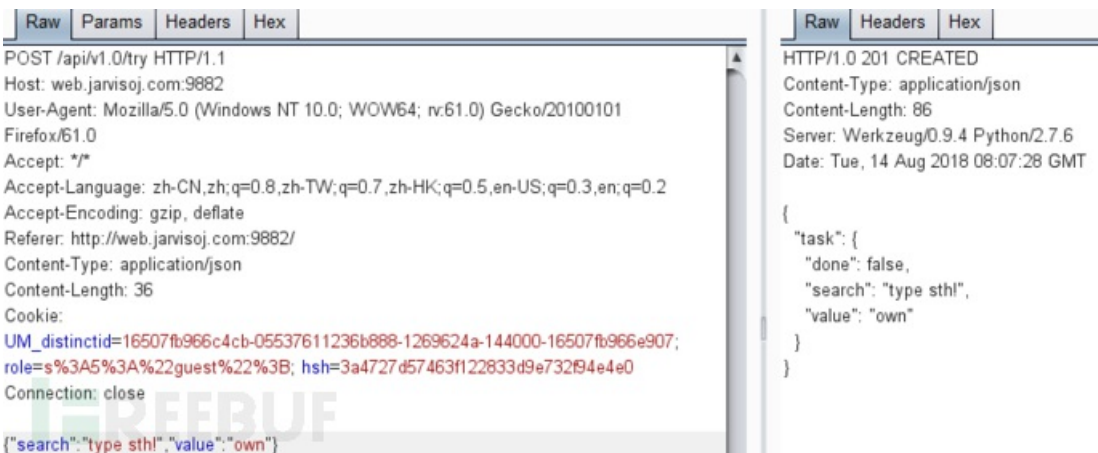 Raw Params Headers Hex
POST /api/v1.0/try HTTP/1.1
Host: web.jarvisoj.com:9882
User-Agent: Mozilla/5.0 (Windows NT 10.0; WOW64; rv:61.0) Gecko/20100101
Firefox/61.0
Accept: */*
Accept-Language: zh-CN,zh;q=0.8,zh-TW;q=0.7,zh-HK;q=0.5,en-US;q=0.3,en;q=0.2
Accept-Encoding: gzip, deflate
Referer: http://web.jarvisoj.com:9882/
Content-Type: application/json
Content-Length: 36
Cookie:
UM_distinctid=16507fb966c4cb-05537611236b888-1269624a-144000-16507fb966e907;
role=s%3A5%3A%22guest%22%3B; hsh=3a4727d57463f122833d9e732f94e4e0
Connection: close
FREEBUF
{"search":"type sth!","value":"own"}
Raw Headers Hex
HTTP/1.0 201 CREATED
Content-Type: application/json
Content-Length: 86
Server: Werkzeug/0.9.4 Python/2.7.6
Date: Tue, 14 Aug 2018 08:07:28 GMT
{
"task": {
"done": false,
"search": "type sth!",
"value": "own"
}
}